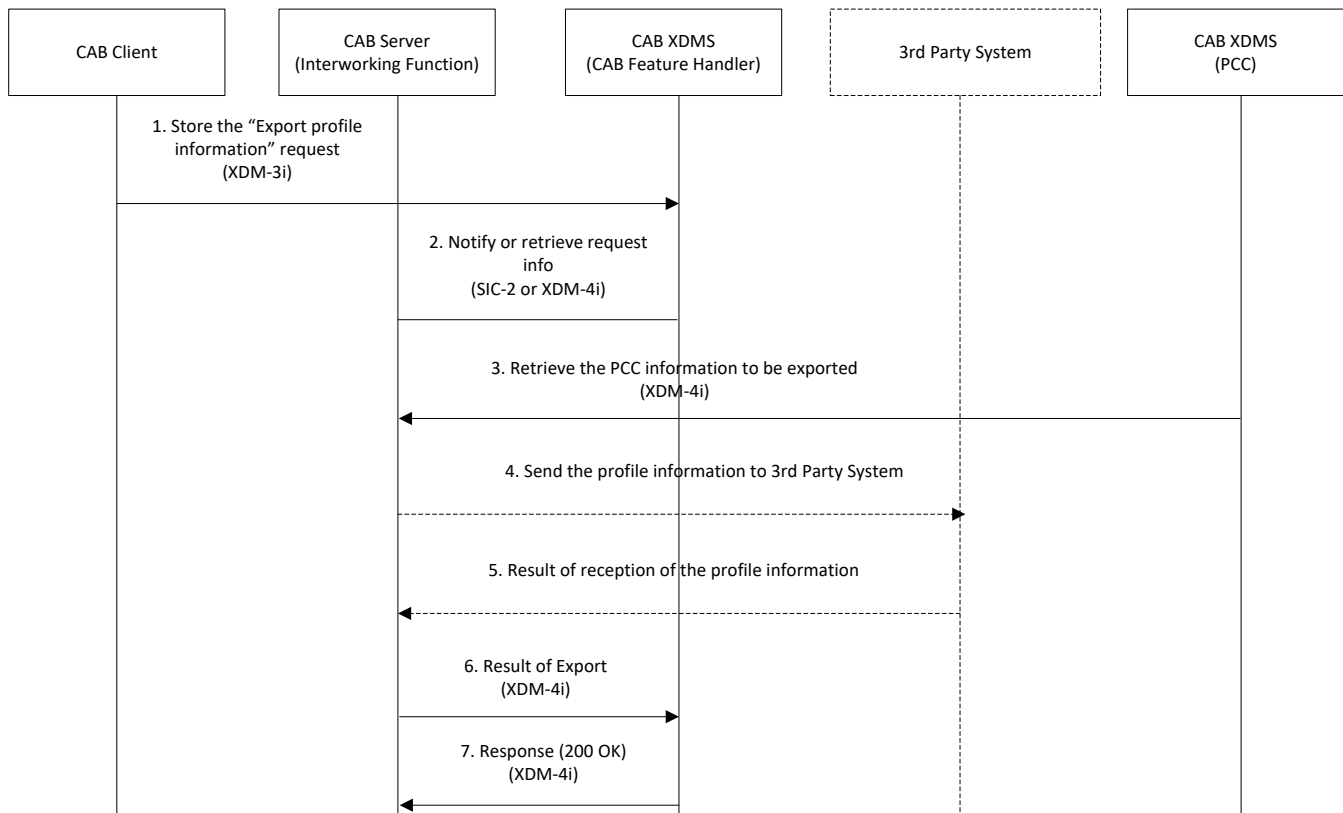 CAB Client
CAB Server
(Interworking Function)
CAB XDMS
(CAB Feature Handler)
3rd Party System
CAB XDMS
(PCC)
1. Store the “Export profile
information” request
(XDM-3i)
2. Notify or retrieve request
info
(SIC-2 or XDM-4i)
3. Retrieve the PCC information to be exported
(XDM-4i)
4. Send the profile information to 3rd Party System
5. Result of reception of the profile information
6. Result of Export
(XDM-4i)
7. Response (200 OK)
(XDM-4i)